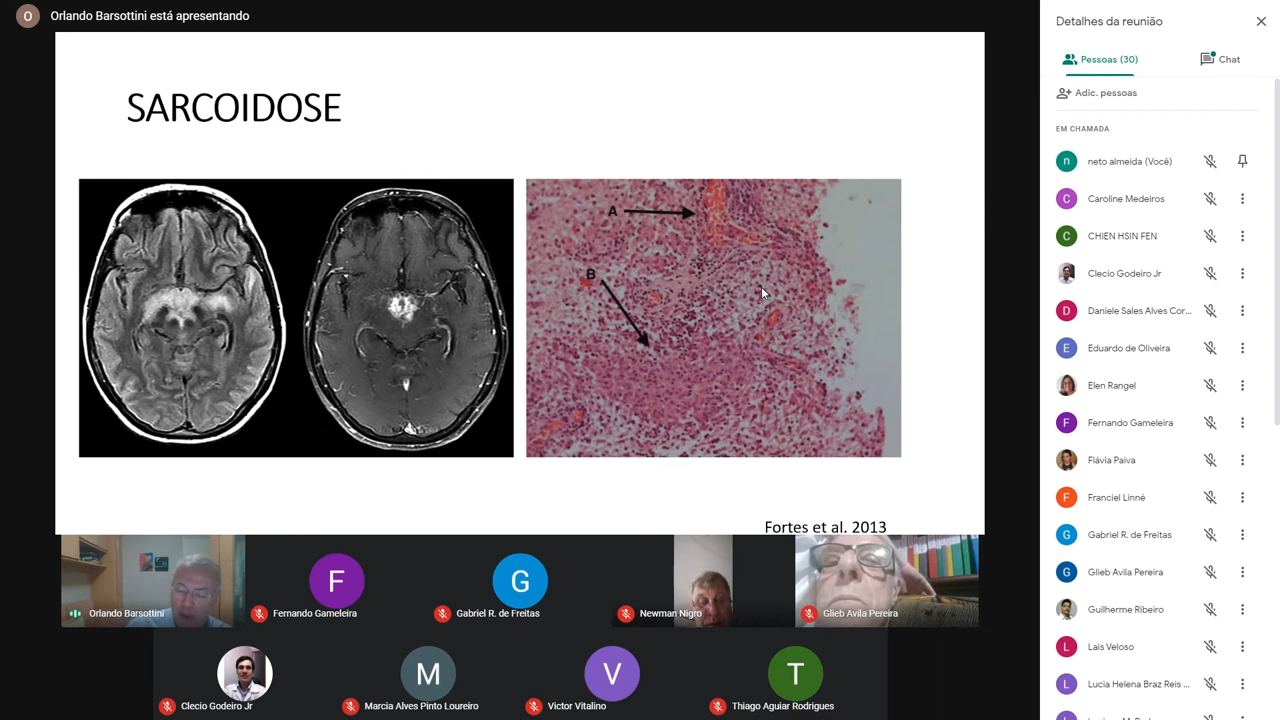 O
Orlando Barsottini está apresentando
SARCOIDOSE
A
B
Fortes et al. 2013
Orlando Barsottini
F
Fernando Gameleira
G
Gabriel R. de Freitas
Newman Nigro
Glieb Avila Pereira
Clecio Godeiro Jr
M
Marcia Alves Pinto Loureiro
V
Victor Vitalino
T
Thiago Aguiar Rodrigues
Detalhes da reunião
Pessoas (30)
Chat
Adic. pessoas
EM CHAMADA
n
neto almeida (Você)
C
Caroline Medeiros
C
CHIEN HSIN FEN
Clecio Godeiro Jr
D
Daniele Sales Alves Cor...
E
Eduardo de Oliveira
Elen Rangel
F
Fernando Gameleira
Flávia Paiva
F
Franciel Linné
G
Gabriel R. de Freitas
G
Glieb Avila Pereira
Guilherme Ribeiro
L
Lais Veloso
L
Lucia Helena Braz Reis ...